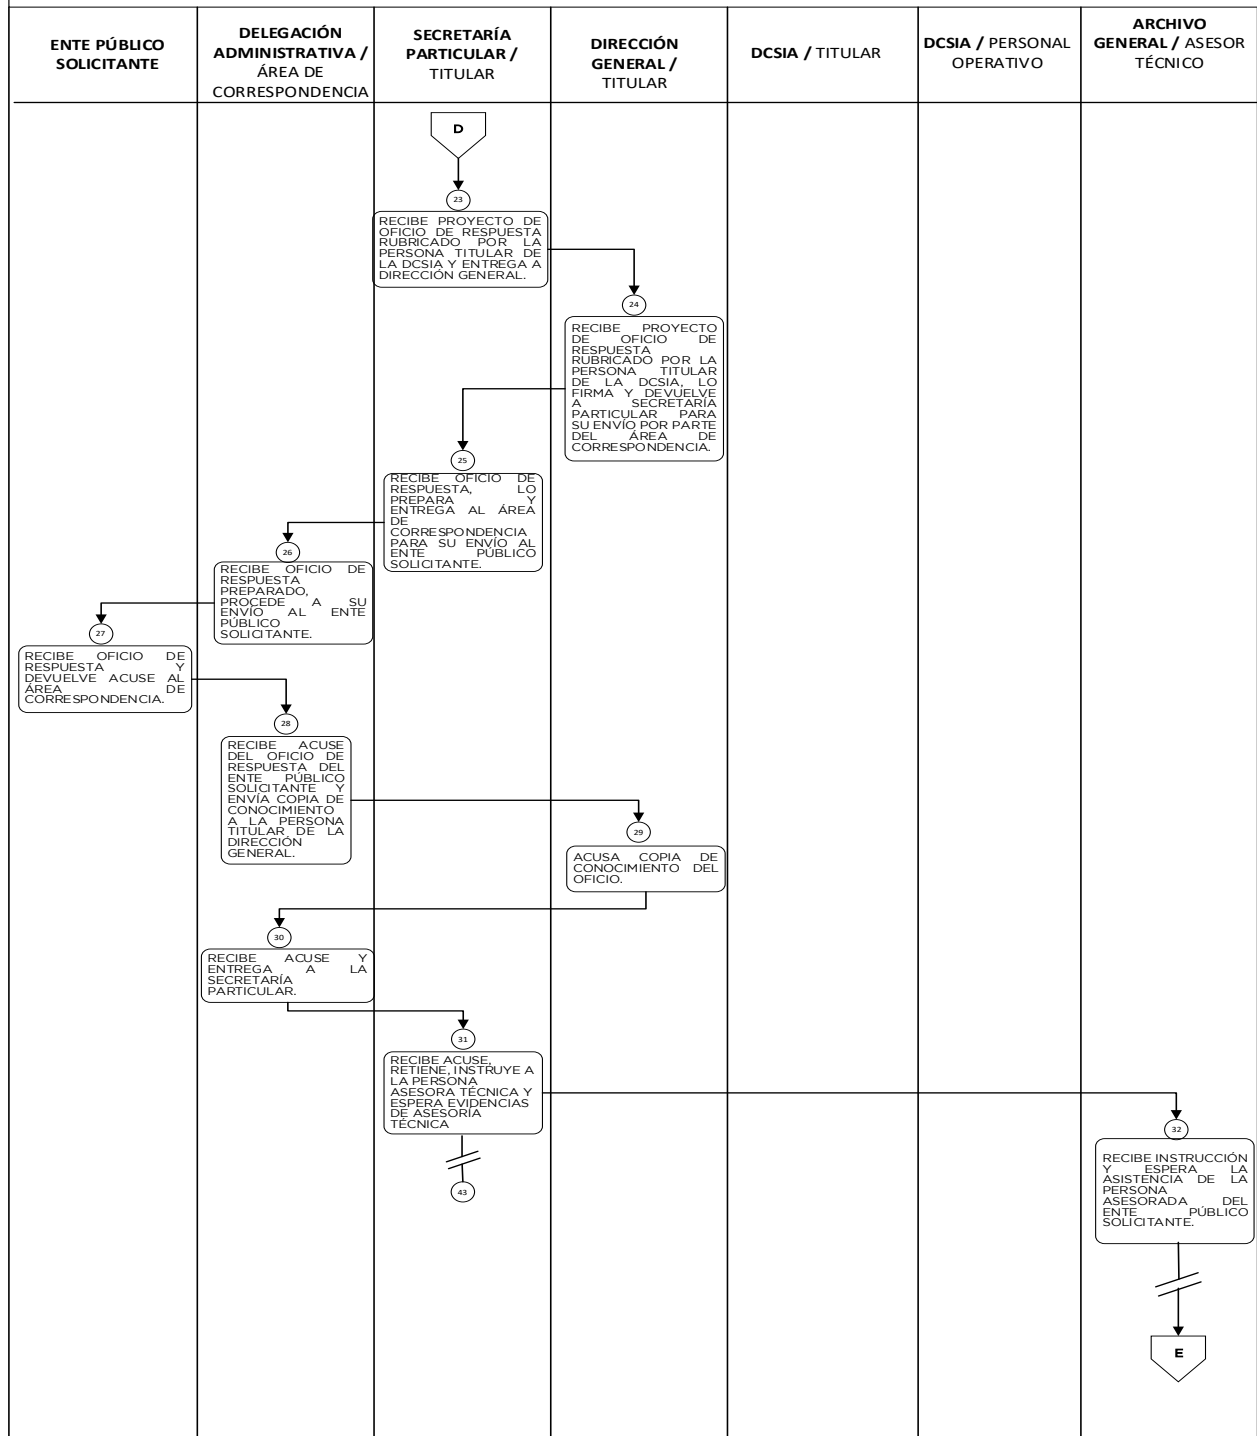 ENTE PÚBLICO
SOLICITANTE
DELEGACIÓN
ADMINISTRATIVA /
ÁREA DE
CORRESPONDENCIA
SECRETARÍA
PARTICULAR /
TITULAR
DIRECCIÓN
GENERAL /
TITULAR
DCSIA / TITULAR
DCSIA / PERSONAL
OPERATIVO
ARCHIVO
GENERAL / ASESOR
TÉCNICO
D
23
RECIBE PROYECTO DE
OFICIO DE RESPUESTA
RUBRICADO POR LA
PERSONA TITULAR DE
LA DCSIA Y ENTREGA A
DIRECCIÓN GENERAL.
24
RECIBE PROYECTO
DE OFICIO DE
RESPUESTA
RUBRICADO POR LA
PERSONA TITULAR
DE LA DCSIA, LO
FIRMA Y DEVUELVE
A SECRETARÍA
PARTICULAR PARA
SU ENVÍO POR PARTE
DEL ÁREA DE
CORRESPONDENCIA.
25
RECIBE OFICIO DE
RESPUESTA, LO
PREPARA Y
ENTREGA AL ÁREA
DE
CORRESPONDENCIA
PARA SU ENVÍO AL
ENTE PÚBLICO
SOLICITANTE.
26
RECIBE OFICIO DE
RESPUESTA
PREPARADO,
PROCEDE A SU
ENVÍO AL ENTE
PÚBLICO
SOLICITANTE.
27
RECIBE OFICIO DE
RESPUESTA Y
DEVUELVE ACUSE AL
ÁREA DE
CORRESPONDENCIA.
28
RECIBE ACUSE
DEL OFICIO DE
RESPUESTA DEL
ENTE PÚBLICO
SOLICITANTE Y
ENVÍA COPIA DE
CONOCIMIENTO
A LA PERSONA
TITULAR DE LA
DIRECCIÓN
GENERAL.
29
ACUSA COPIA DE
CONOCIMIENTO DEL
OFICIO.
30
RECIBE ACUSE Y
ENTREGA A LA
SECRETARÍA
PARTICULAR.
31
RECIBE ACUSE,
RETIENE, INSTRUYE A
LA PERSONA
ASESORA TÉCNICA Y
ESPERA EVIDENCIAS
DE ASESORÍA
TÉCNICA
43
32
RECIBE INSTRUCCIÓN
Y ESPERA LA
ASISTENCIA DE LA
PERSONA
ASESORADA DEL
ENTE PÚBLICO
SOLICITANTE.
E